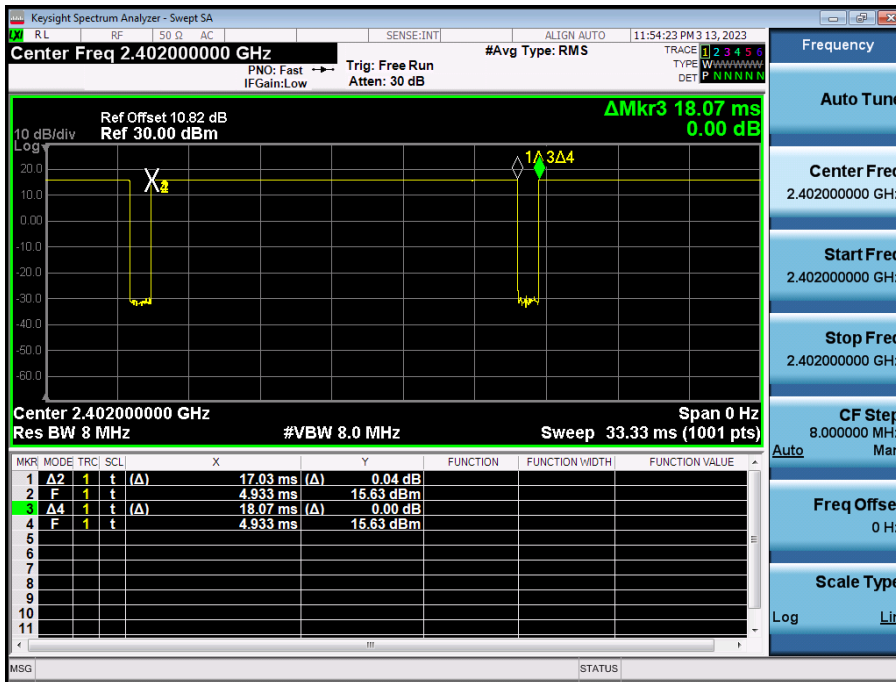 Keysight Spectrum Analyzer - Swept SA
LXI RL RF 50 Ω AC SENSE:INT ALIGN AUTO 11:54:23 PM 3 13, 2023
Center Freq 2.402000000 GHz
PNO: Fast
IFGain:Low
Trig: Free Run
Atten: 30 dB
#Avg Type: RMS
TRACE 1 2 3 4 5 6
TYPE WWWWWW
DET P N N N N N
ΔMkr3 18.07 ms
0.00 dB
Ref Offset 10.82 dB
10 dB/div Ref 30.00 dBm
Log
20.0
10.0
0.00
-10.0
-20.0
-30.0
-40.0
-50.0
-60.0
X
1Δ 3Δ4
Center 2.402000000 GHz Span 0 Hz
Res BW 8 MHz #VBW 8.0 MHz Sweep 33.33 ms (1001 pts)
MKR MODE TRC SCL X Y FUNCTION FUNCTION WIDTH FUNCTION VALUE
1 Δ2 1 t (Δ) 17.03 ms (Δ) 0.04 dB
2 F 1 t 4.933 ms 15.63 dBm
3 Δ4 1 t (Δ) 18.07 ms (Δ) 0.00 dB
4 F 1 t 4.933 ms 15.63 dBm
5
6
7
8
9
10
11
MSG STATUS
Frequency
Auto Tune
Center Freq
2.402000000 GHz
Start Freq
2.402000000 GHz
Stop Freq
2.402000000 GHz
CF Step
8.000000 MHz
Auto Man
Freq Offset
0 Hz
Scale Type
Log Lin